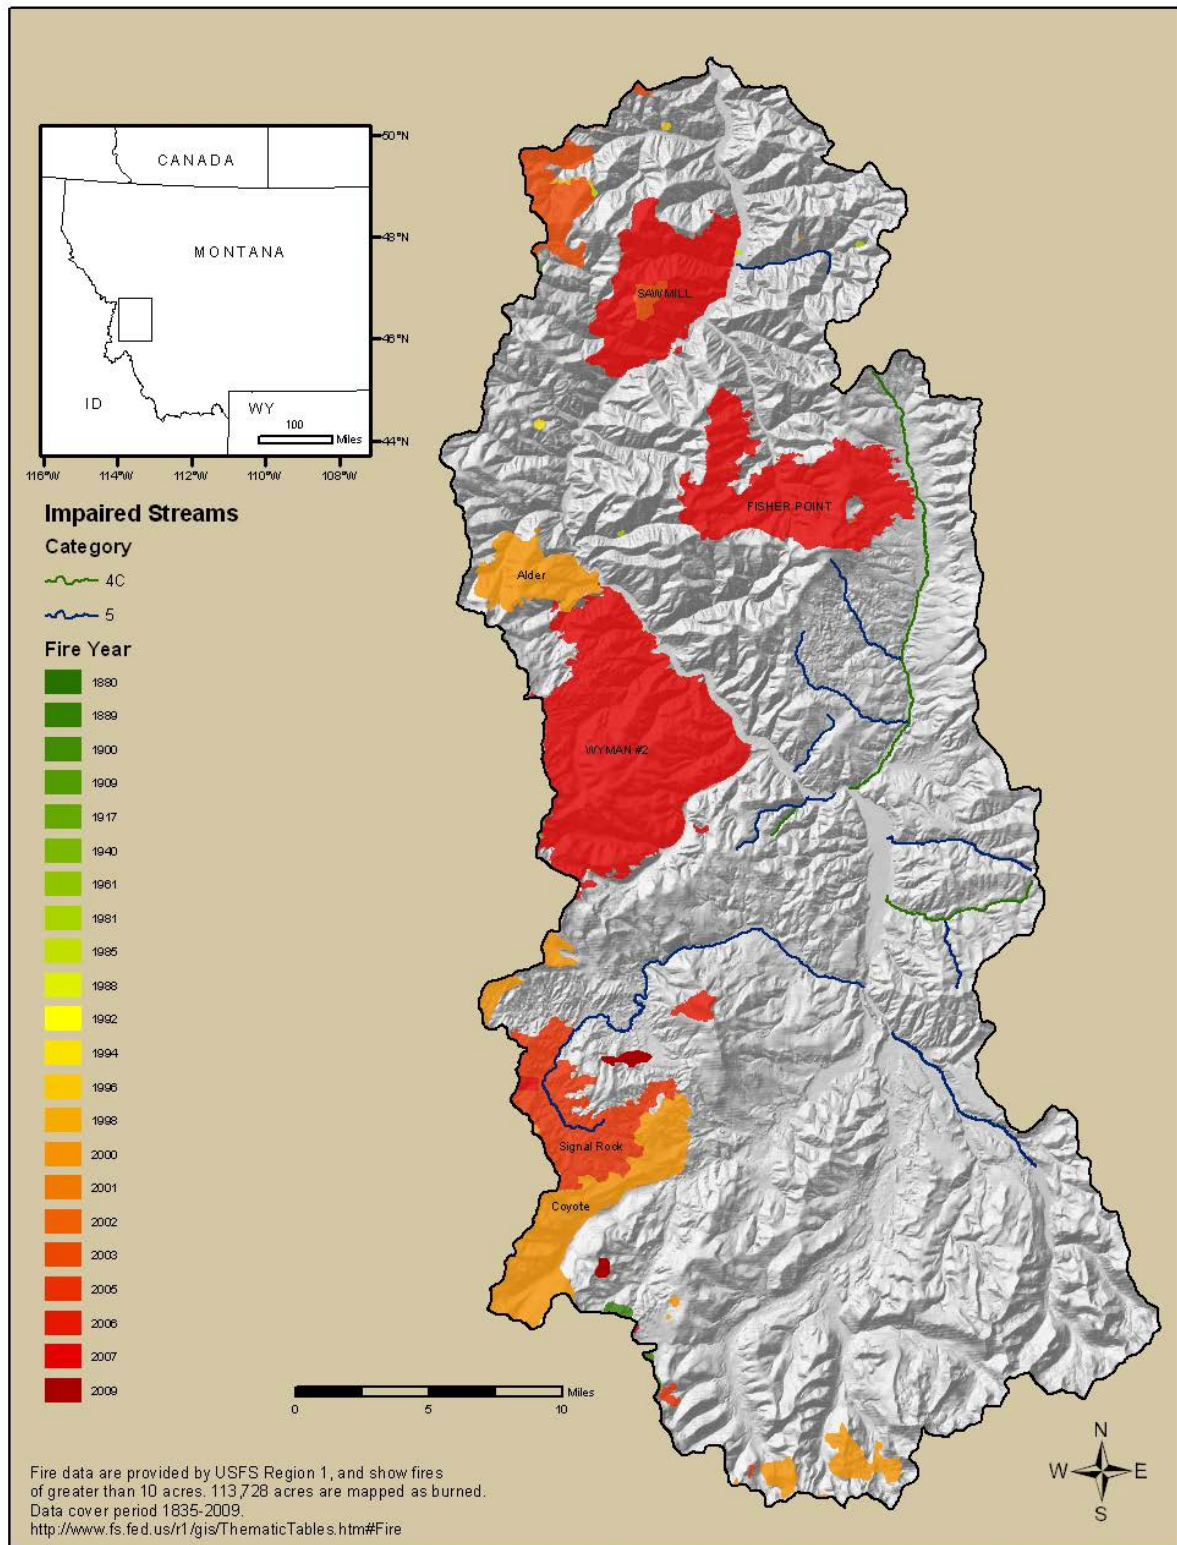 50°N
CANADA
48°N
MONTANA
46°N
ID
WY
100
Miles
44°N
116°W 114°W 112°W 110°W 108°W
Impaired Streams
Category
4C
5
Fire Year
1880
1889
1900
1909
1917
1940
1961
1981
1985
1988
1992
1994
1996
1998
2000
2001
2002
2003
2005
2006
2007
2009
SAWMILL
FISHER POINT
Alder
WYMAN #2
Signal Rock
Coyote
Miles
0 5 10
N
W E
S
Fire data are provided by USFS Region 1, and show fires
of greater than 10 acres. 113,728 acres are mapped as burned.
Data cover period 1835-2009.
http://www.fs.fed.us/r1/gis/ThematicTables.htm#Fire